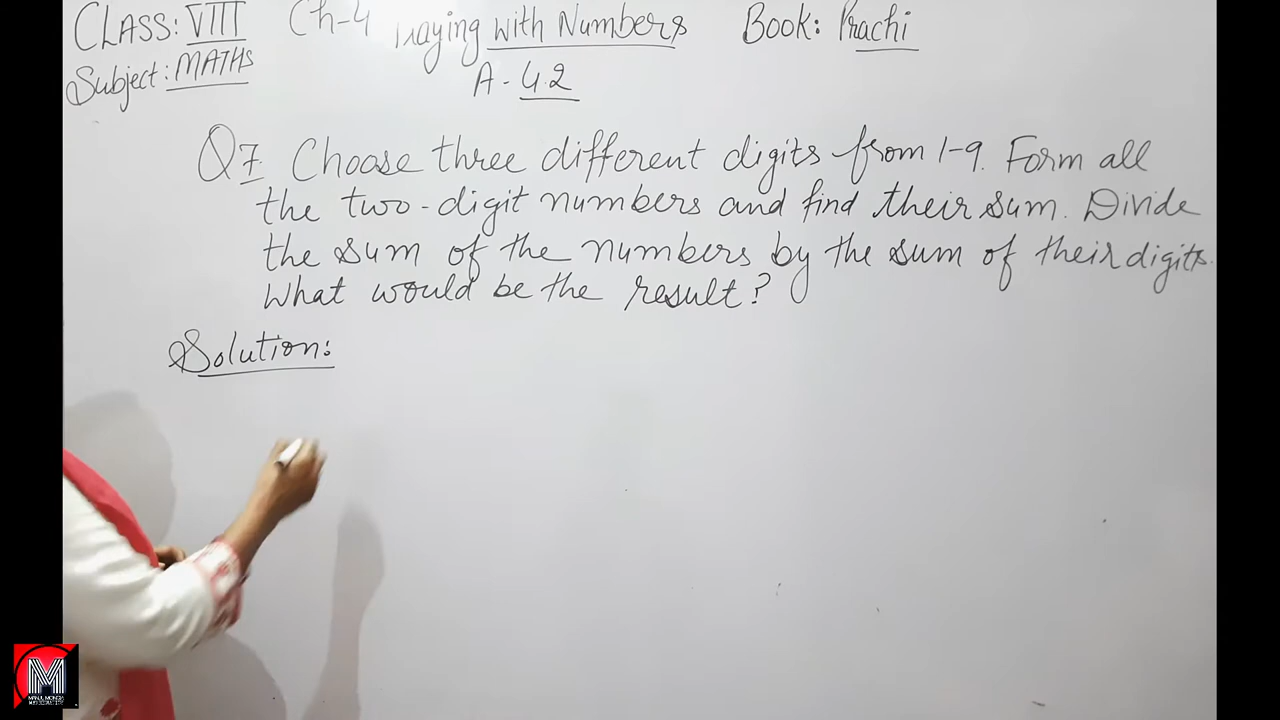 CLASS: VIII Ch-4 Playing with Numbers Book: Prachi
Subject: MATHS A - 4.2
Q7. Choose three different digits from 1-9. Form all
the two-digit numbers and find their sum. Divide
the sum of the numbers by the sum of their digits.
What would be the result?
Solution:
M